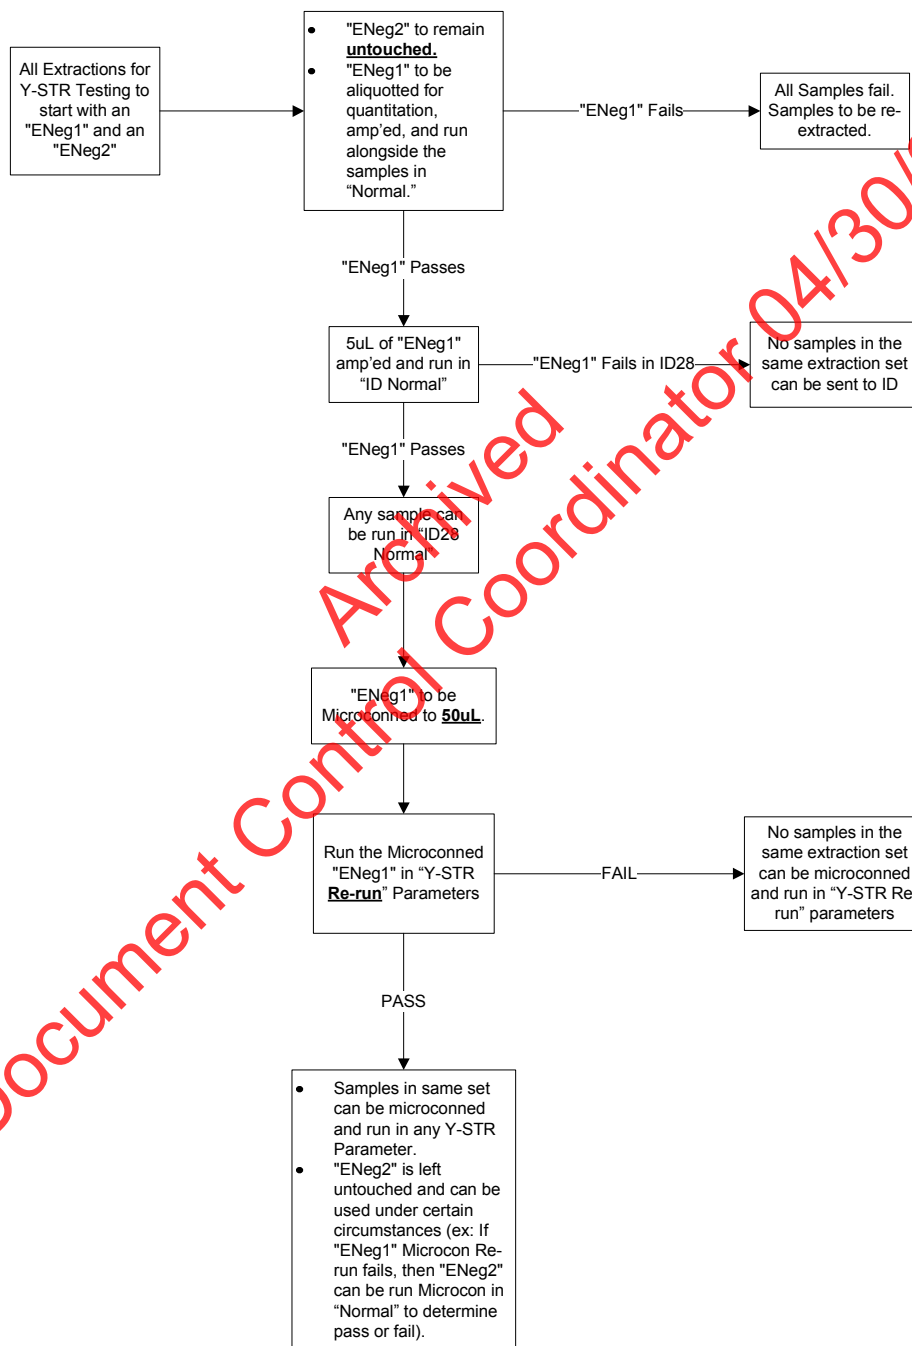 All Extractions for
Y-STR Testing to
start with an
"ENeg1" and an
"ENeg2"
• "ENeg2" to remain
untouched.
• "ENeg1" to be
aliquotted for
quantitation,
amp'ed, and run
alongside the
samples in
“Normal.”
"ENeg1" Fails
All Samples fail.
Samples to be re-
extracted.
"ENeg1" Passes
5uL of "ENeg1"
amp'ed and run in
“ID Normal”
"ENeg1" Fails in ID28
No samples in the
same extraction set
can be sent to ID
"ENeg1" Passes
Any sample can
be run in “ID28
Normal”
"ENeg1" to be
Microconned to 50uL.
Run the Microconned
"ENeg1" in “Y-STR
Re-run” Parameters
FAIL
No samples in the
same extraction set
can be microconned
and run in “Y-STR Re-
run” parameters
PASS
• Samples in same set
can be microconned
and run in any Y-STR
Parameter.
• "ENeg2" is left
untouched and can be
used under certain
circumstances (ex: If
"ENeg1" Microcon Re-
run fails, then "ENeg2"
can be run Microcon in
“Normal” to determine
pass or fail).
Archived
Document Control Coordinator 04/30/